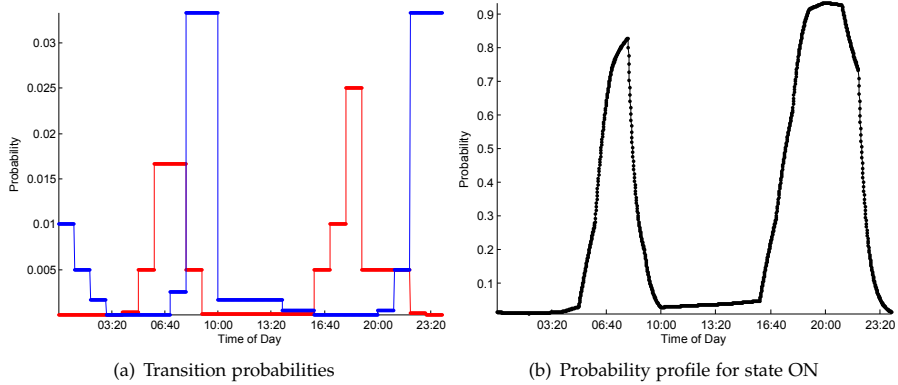 0.03
0.025
0.02
0.015
0.01
0.005
Probability
03:20 06:40 10:00 13:20 16:40 20:00 23:20
Time of Day
(a) Transition probabilities
0.9
0.8
0.7
0.6
0.5
0.4
0.3
0.2
0.1
Probability
03:20 06:40 10:00 13:20 16:40 20:00 23:20
Time of Day
(b) Probability profile for state ON